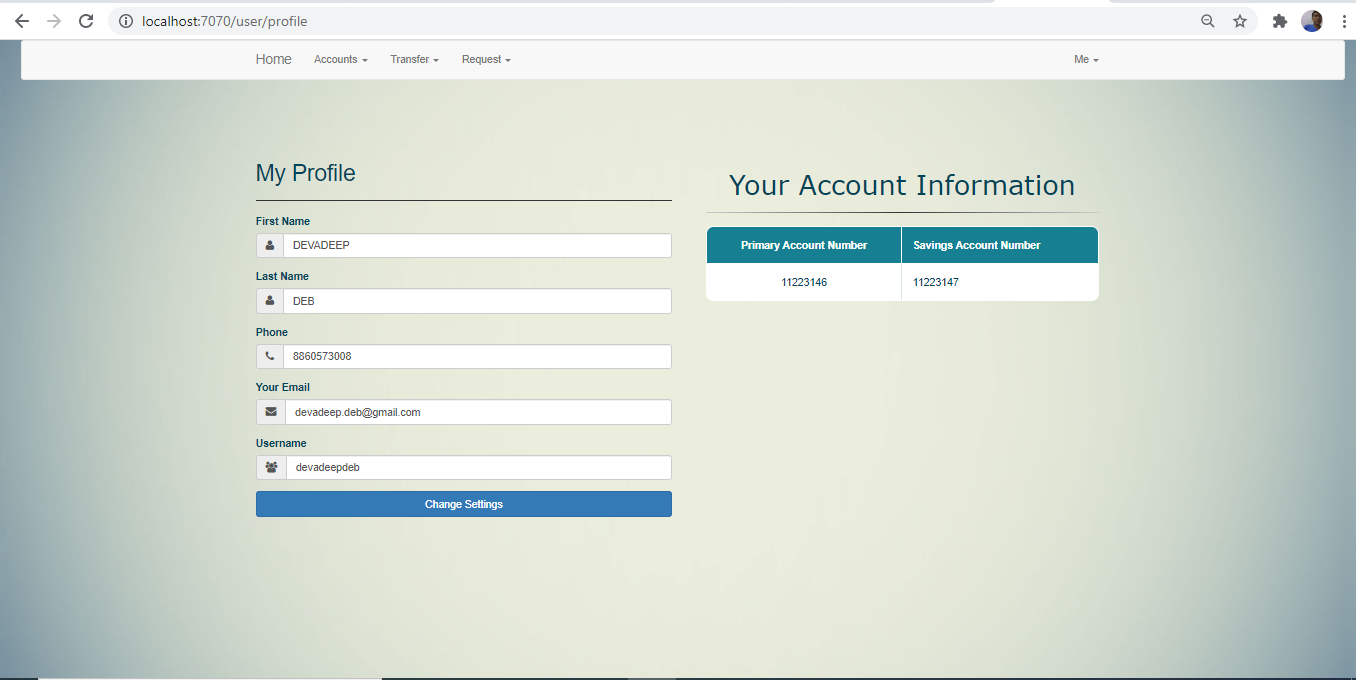 localhost:7070/user/profile
Home Accounts Transfer Request Me
My Profile
First Name
DEVADEEP
Last Name
DEB
Phone
8860573008
Your Email
devadeep.deb@gmail.com
Username
devadeepdeb
Change Settings
Your Account Information
Primary Account Number Savings Account Number
11223146 11223147